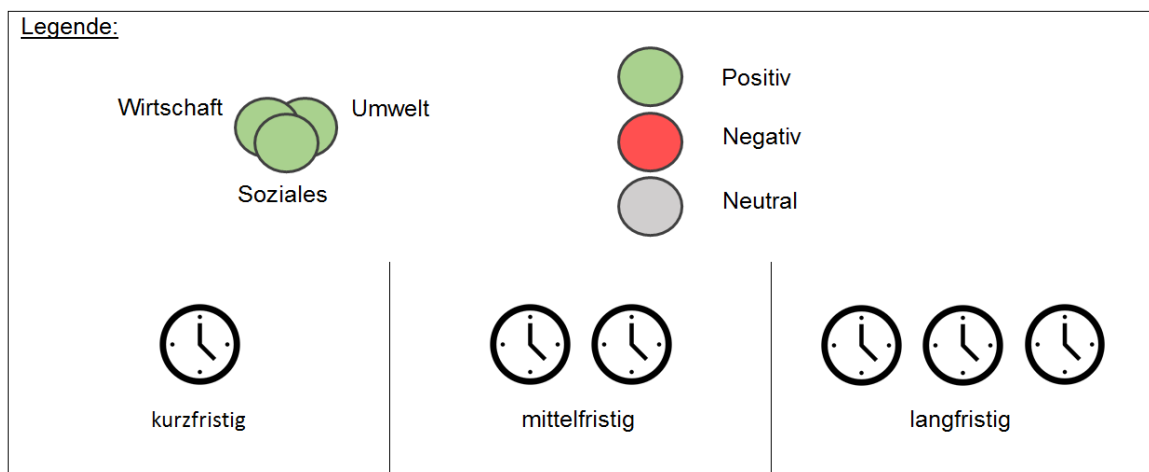 Legende:
Wirtschaft
Umwelt
Soziales
Positiv
Negativ
Neutral
kurzfristig
mittelfristig
langfristig